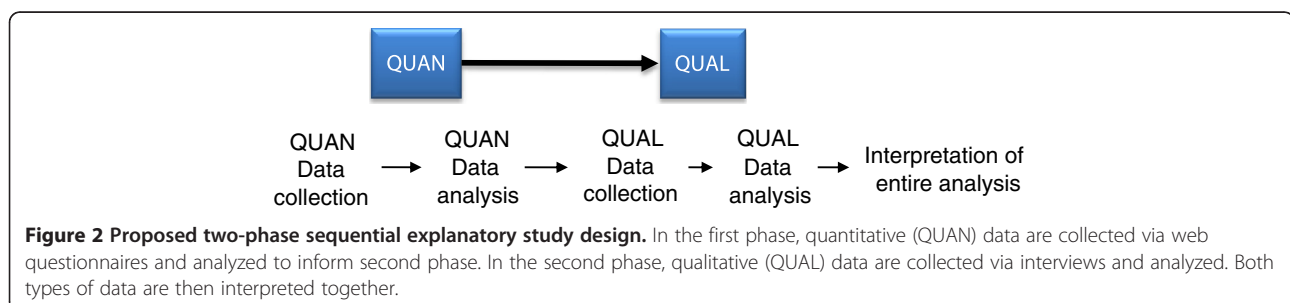 QUAN QUAL
QUAN QUAN QUAL QUAL
Data Data Data Data Interpretation of
collection analysis collection analysis entire analysis
Figure 2 Proposed two-phase sequential explanatory study design. In the first phase, quantitative (QUAN) data are collected via web
questionnaires and analyzed to inform second phase. In the second phase, qualitative (QUAL) data are collected via interviews and analyzed. Both
types of data are then interpreted together.